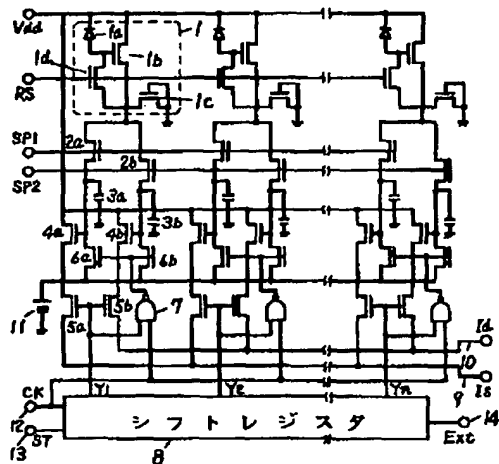 Vdd
1a
1
1d
1b
RS
1c
SP1
2a
SP2
2b
3a
4a
4b
3b
6a
6b
11
5a
5b
7
Id
10
Is
9
CK
Y1
Y2
Yn
12
ST
シフトレジスタ
14
13
8
Ext